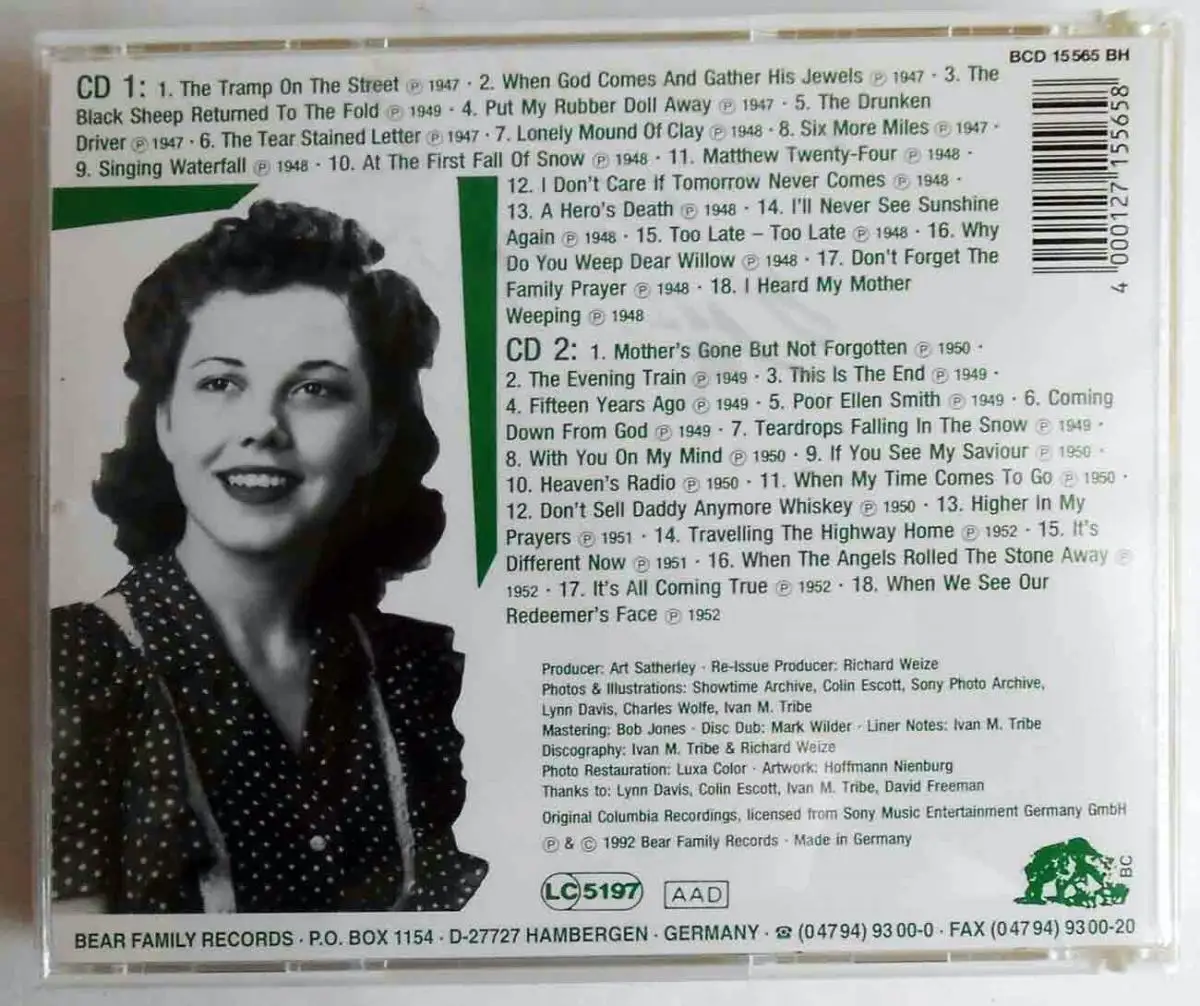 BCD 15565 BH
CD 1: 1. The Tramp On The Street ℗ 1947 · 2. When God Comes And Gather His Jewels ℗ 1947 · 3. The
Black Sheep Returned To The Fold ℗ 1949 · 4. Put My Rubber Doll Away ℗ 1947 · 5. The Drunken
Driver ℗ 1947 · 6. The Tear Stained Letter ℗ 1947 · 7. Lonely Mound Of Clay ℗ 1948 · 8. Six More Miles ℗ 1947 ·
9. Singing Waterfall ℗ 1948 · 10. At The First Fall Of Snow ℗ 1948 · 11. Matthew Twenty-Four ℗ 1948 ·
12. I Don't Care If Tomorrow Never Comes ℗ 1948 ·
13. A Hero's Death ℗ 1948 · 14. I'll Never See Sunshine
Again ℗ 1948 · 15. Too Late – Too Late ℗ 1948 · 16. Why
Do You Weep Dear Willow ℗ 1948 · 17. Don't Forget The
Family Prayer ℗ 1948 · 18. I Heard My Mother
Weeping ℗ 1948
4 000127 155658
CD 2: 1. Mother's Gone But Not Forgotten ℗ 1950 ·
2. The Evening Train ℗ 1949 · 3. This Is The End ℗ 1949 ·
4. Fifteen Years Ago ℗ 1949 · 5. Poor Ellen Smith ℗ 1949 · 6. Coming
Down From God ℗ 1949 · 7. Teardrops Falling In The Snow ℗ 1949 ·
8. With You On My Mind ℗ 1950 · 9. If You See My Saviour ℗ 1950 ·
10. Heaven's Radio ℗ 1950 · 11. When My Time Comes To Go ℗ 1950 ·
12. Don't Sell Daddy Anymore Whiskey ℗ 1950 · 13. Higher In My
Prayers ℗ 1951 · 14. Travelling The Highway Home ℗ 1952 · 15. It's
Different Now ℗ 1951 · 16. When The Angels Rolled The Stone Away ℗
1952 · 17. It's All Coming True ℗ 1952 · 18. When We See Our
Redeemer's Face ℗ 1952
Producer: Art Satherley · Re-Issue Producer: Richard Weize
Photos & Illustrations: Showtime Archive, Colin Escott, Sony Photo Archive,
Lynn Davis, Charles Wolfe, Ivan M. Tribe
Mastering: Bob Jones · Disc Dub: Mark Wilder · Liner Notes: Ivan M. Tribe
Discography: Ivan M. Tribe & Richard Weize
Photo Restauration: Luxa Color · Artwork: Hoffmann Nienburg
Thanks to: Lynn Davis, Colin Escott, Ivan M. Tribe, David Freeman
Original Columbia Recordings, licensed from Sony Music Entertainment Germany GmbH
℗ & © 1992 Bear Family Records · Made in Germany
LC 5197 AAD
BC
BEAR FAMILY RECORDS · P.O. BOX 1154 · D-27727 HAMBERGEN · GERMANY · ☎ (04794) 9300-0 · FAX (04794) 9300-20